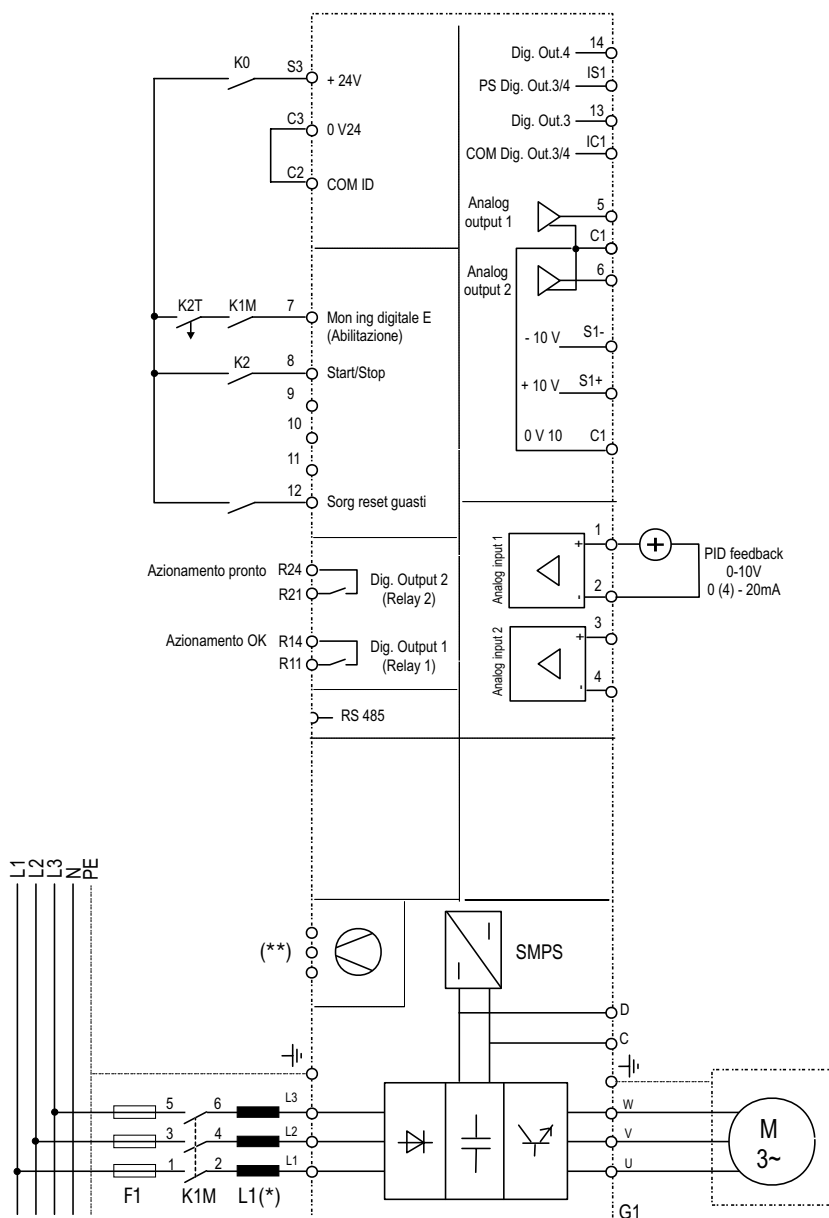 K0
S3
+ 24V
C3
0 V24
C2
COM ID
K2T
K1M
7
Mon ing digitale E
(Abilitazione)
K2
8
Start/Stop
9
10
11
12
Sorg reset guasti
Azionamento pronto
R24
R21
Dig. Output 2
(Relay 2)
Azionamento OK
R14
R11
Dig. Output 1
(Relay 1)
RS 485
Dig. Out.4
14
PS Dig. Out.3/4
IS1
Dig. Out.3
13
COM Dig. Out.3/4
IC1
Analog
output 1
5
C1
Analog
output 2
6
- 10 V
S1-
+ 10 V
S1+
0 V 10
C1
Analog input 1
+
-
1
2
+
PID feedback
0-10V
0 (4) - 20mA
Analog input 2
+
-
3
4
L1
L2
L3
N
PE
(**)
SMPS
D
C
5
6
L3
W
3
4
L2
V
1
2
L1
U
M
3~
F1
K1M
L1(*)
G1